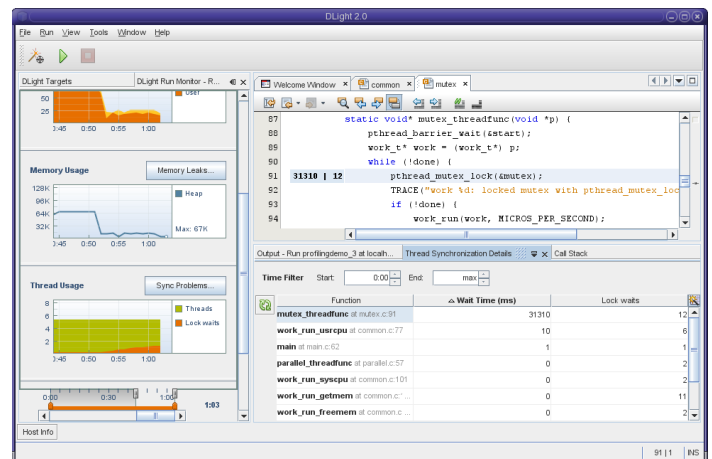 DLight 2.0
File Run View Tools Window Help
DLight Targets
DLight Run Monitor - R...
User
50
25
0:45 0:50 0:55 1:00
Memory Usage
Memory Leaks...
128K
96K
64K
32K
Heap
Max: 67K
0:45 0:50 0:55 1:00
Thread Usage
Sync Problems...
8
6
4
2
Threads
Lock waits
0:45 0:50 0:55 1:00
0:00 0:30 1:00
1:03
Host Info
Welcome Window
common
mutex
87 static void* mutex_threadfunc(void *p) {
88 pthread_barrier_wait(&start);
89 work_t* work = (work_t*) p;
90 while (!done) {
91 31310 | 12 pthread_mutex_lock(&mutex);
92 TRACE("work %d: locked mutex with pthread_mutex_loc
93 if (!done) {
94 work_run(work, MICROS_PER_SECOND);
Output - Run profilingdemo_3 at localh...
Thread Synchronization Details
Call Stack
Time Filter Start: 0:00 End: max
Function Wait Time (ms) Lock waits
mutex_threadfunc at mutex.c:91 31310 12
work_run_usrcpu at common.c:77 10 6
main at main.c:62 1 1
parallel_threadfunc at parallel.c:57 0 2
work_run_syscpu at common.c:101 0 2
work_run_getmem at common.c:' ... 0 11
work_run_freemem at common.c ... 0 2
91 | 1 INS